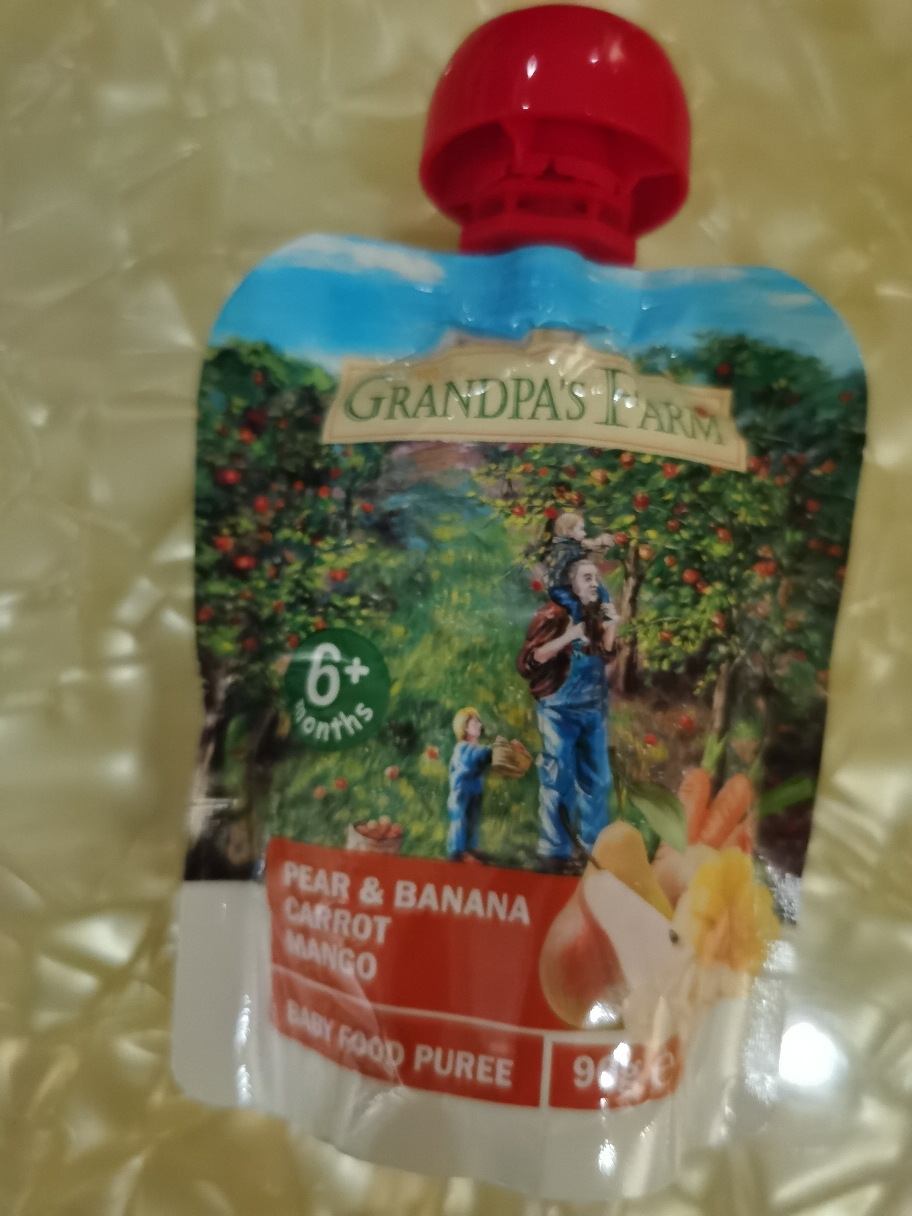 GRANDPA'S FARM
6+
months
PEAR & BANANA
CARROT
MANGO
BABY FOOD PUREE